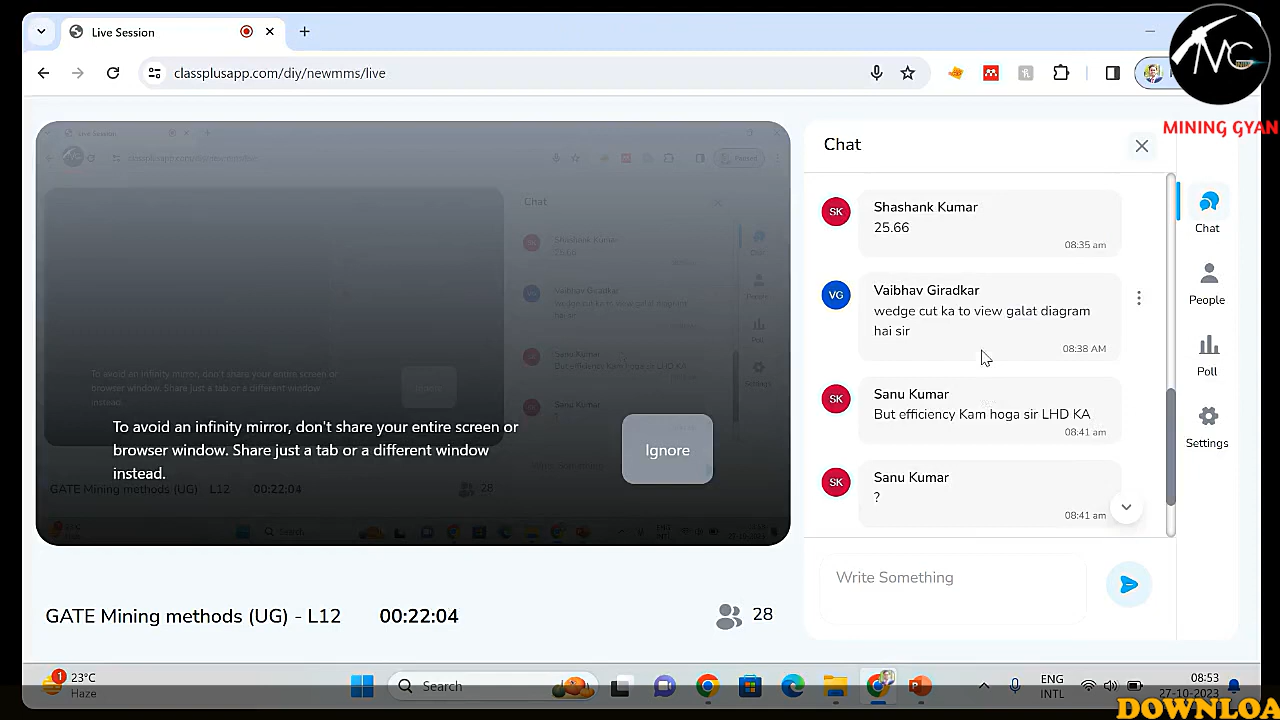 Live Session
MG
MINING GYAN
classplusapp.com/diy/newmms/live
Chat
SK
Shashank Kumar
25.66
08:35 am
VG
Vaibhav Giradkar
wedge cut ka to view galat diagram
hai sir
08:38 AM
SK
Sanu Kumar
But efficiency Kam hoga sir LHD KA
08:41 am
SK
Sanu Kumar
?
08:41 am
Write Something
Chat
People
Poll
Settings
To avoid an infinity mirror, don't share your entire screen or
browser window. Share just a tab or a different window
instead.
Ignore
GATE Mining methods (UG) L12 00:22:04 28
GATE Mining methods (UG) - L12 00:22:04 28
1
23°C
Haze
Search
ENG
INTL
08:53
27-10-2023
DOWNLOA